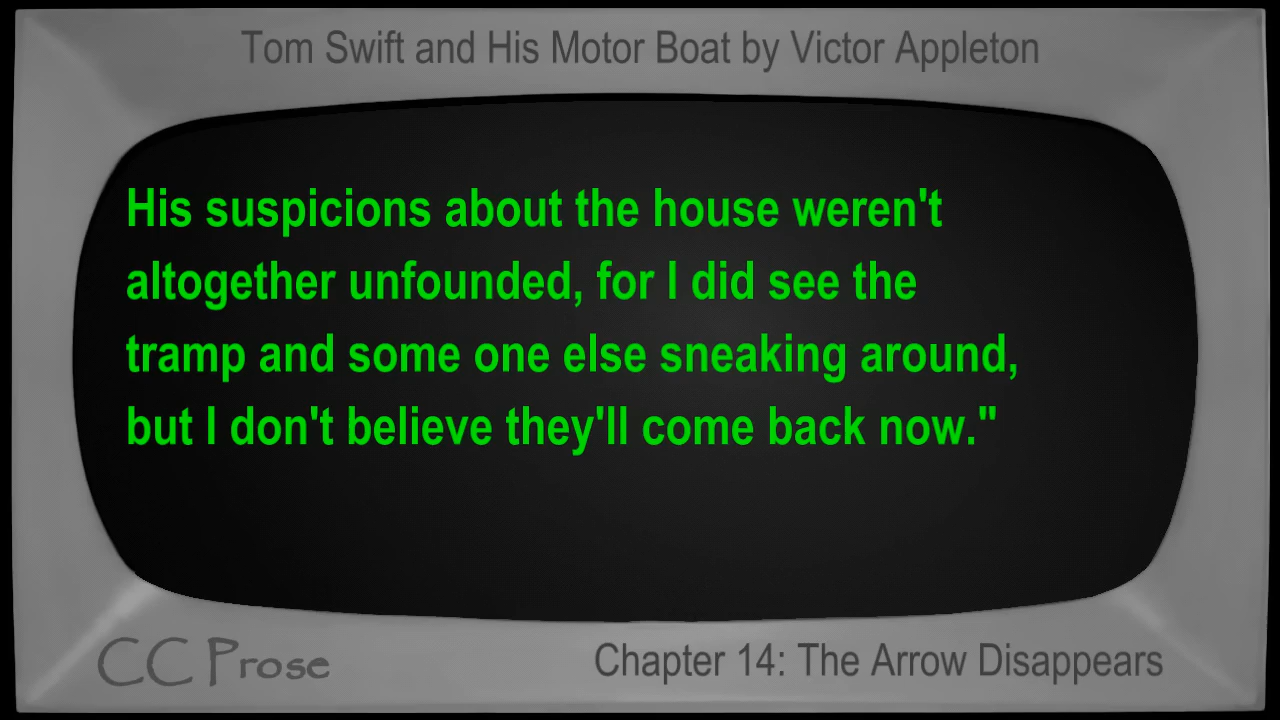 Tom Swift and His Motor Boat by Victor Appleton
His suspicions about the house weren't
altogether unfounded, for I did see the
tramp and some one else sneaking around,
but I don't believe they'll come back now."
CC Prose
Chapter 14: The Arrow Disappears